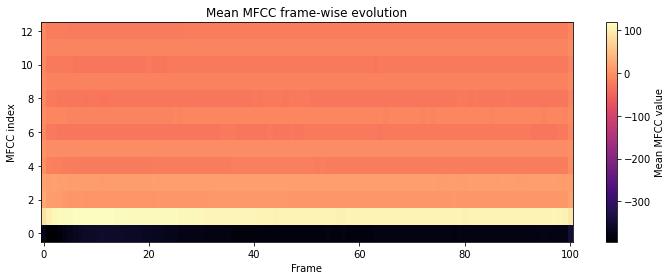 Mean MFCC frame-wise evolution
MFCC index
12
10
8
6
4
2
0
0 20 40 60 80 100
Frame
100
0
−100
−200
−300
Mean MFCC value